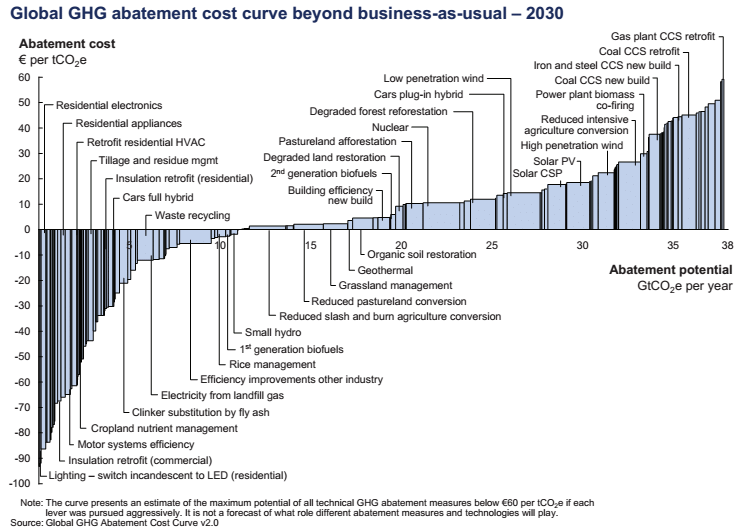 Global GHG abatement cost curve beyond business-as-usual – 2030
Abatement cost
€ per tCO2e
60
50
40
30
20
10
0
-10
-20
-30
-40
-50
-60
-70
-80
-90
-100
5
10
15
20
25
30
35
38
Residential electronics
Residential appliances
Retrofit residential HVAC
Tillage and residue mgmt
Insulation retrofit (residential)
Cars full hybrid
Waste recycling
Low penetration wind
Cars plug-in hybrid
Degraded forest reforestation
Nuclear
Pastureland afforestation
Degraded land restoration
2nd generation biofuels
Building efficiency
new build
Gas plant CCS retrofit
Coal CCS retrofit
Iron and steel CCS new build
Coal CCS new build
Power plant biomass
co-firing
Reduced intensive
agriculture conversion
High penetration wind
Solar PV
Solar CSP
Organic soil restoration
Geothermal
Grassland management
Reduced pastureland conversion
Reduced slash and burn agriculture conversion
Small hydro
1st generation biofuels
Rice management
Efficiency improvements other industry
Electricity from landfill gas
Clinker substitution by fly ash
Cropland nutrient management
Motor systems efficiency
Insulation retrofit (commercial)
Lighting – switch incandescent to LED (residential)
Abatement potential
GtCO2e per year
Note: The curve presents an estimate of the maximum potential of all technical GHG abatement measures below €60 per tCO2e if each
lever was pursued aggressively. It is not a forecast of what role different abatement measures and technologies will play.
Source: Global GHG Abatement Cost Curve v2.0